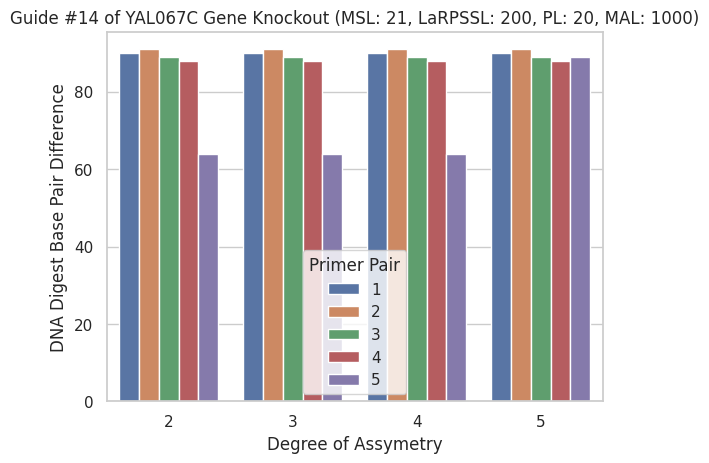 Guide #14 of YAL067C Gene Knockout (MSL: 21, LaRPSSL: 200, PL: 20, MAL: 1000)
DNA Digest Base Pair Difference
80
60
40
20
0
Primer Pair
1
2
3
4
5
2 3 4 5
Degree of Assymetry